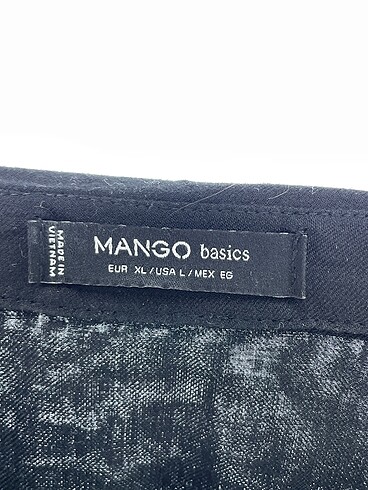 MADE IN
VIETNAM
MANGO basics
EUR XL / USA L / MEX EG